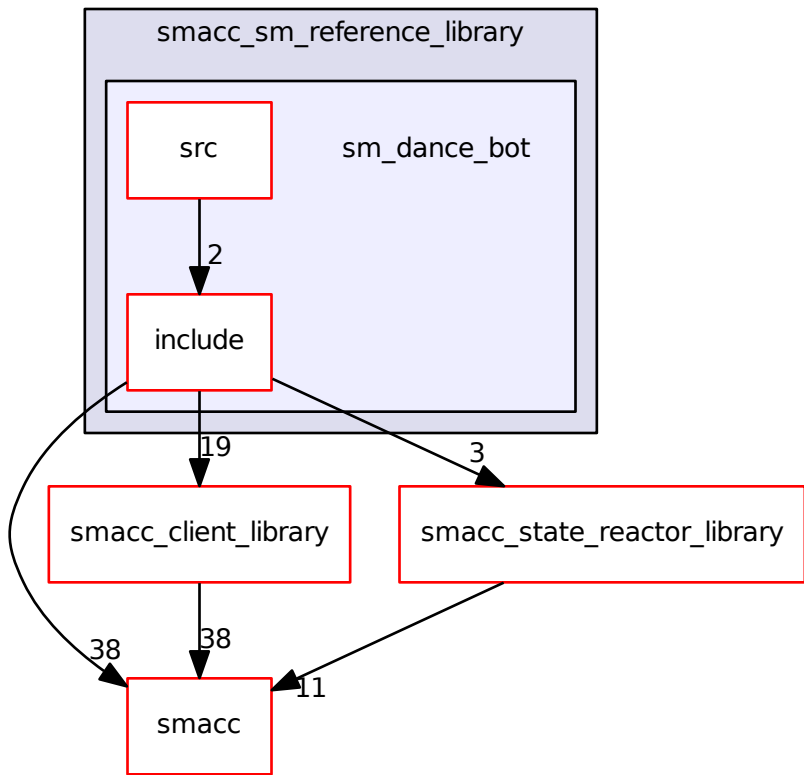 smacc_sm_reference_library
src
sm_dance_bot
2
include
19
3
smacc_client_library
smacc_state_reactor_library
38
38
11
smacc